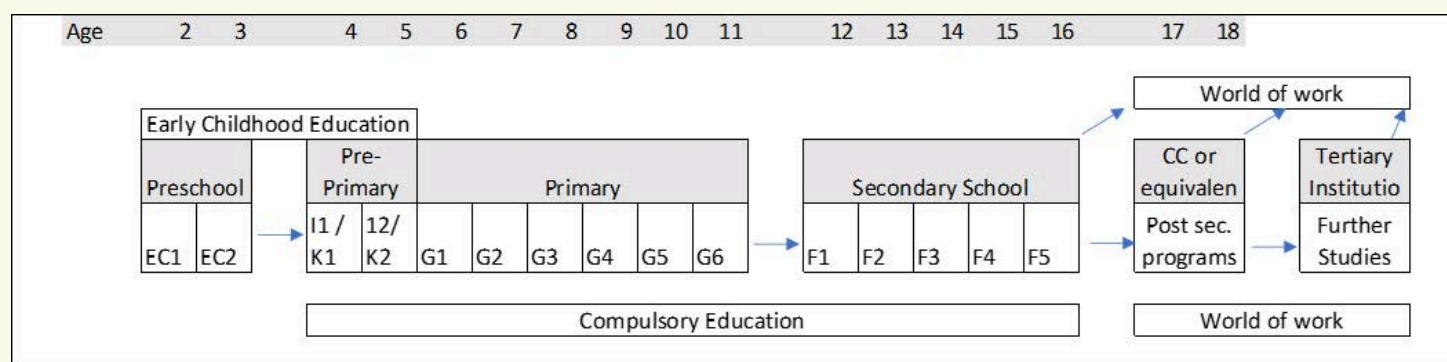 Age 2 3 4 5 6 7 8 9 10 11 12 13 14 15 16 17 18
World of work
Early Childhood Education
Preschool
Pre-
Primary
Primary
Secondary School
CC or
equivalen
Tertiary
Institutio
EC1 EC2
I1 /
K1
12/
K2
G1 G2 G3 G4 G5 G6
F1 F2 F3 F4 F5
Post sec.
programs
Further
Studies
Compulsory Education
World of work